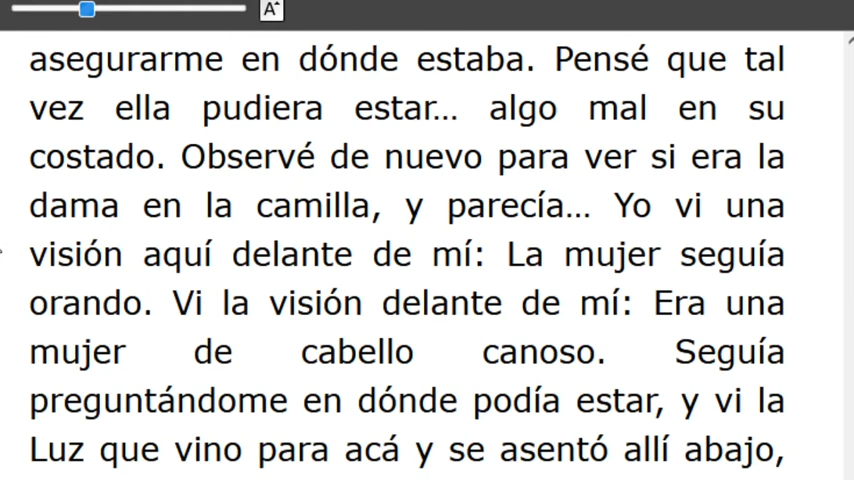 A
asegurarme en dónde estaba. Pensé que tal
vez ella pudiera estar… algo mal en su
costado. Observé de nuevo para ver si era la
dama en la camilla, y parecía… Yo vi una
visión aquí delante de mí: La mujer seguía
orando. Vi la visión delante de mí: Era una
mujer de cabello canoso. Seguía
preguntándome en dónde podía estar, y vi la
Luz que vino para acá y se asentó allí abajo,